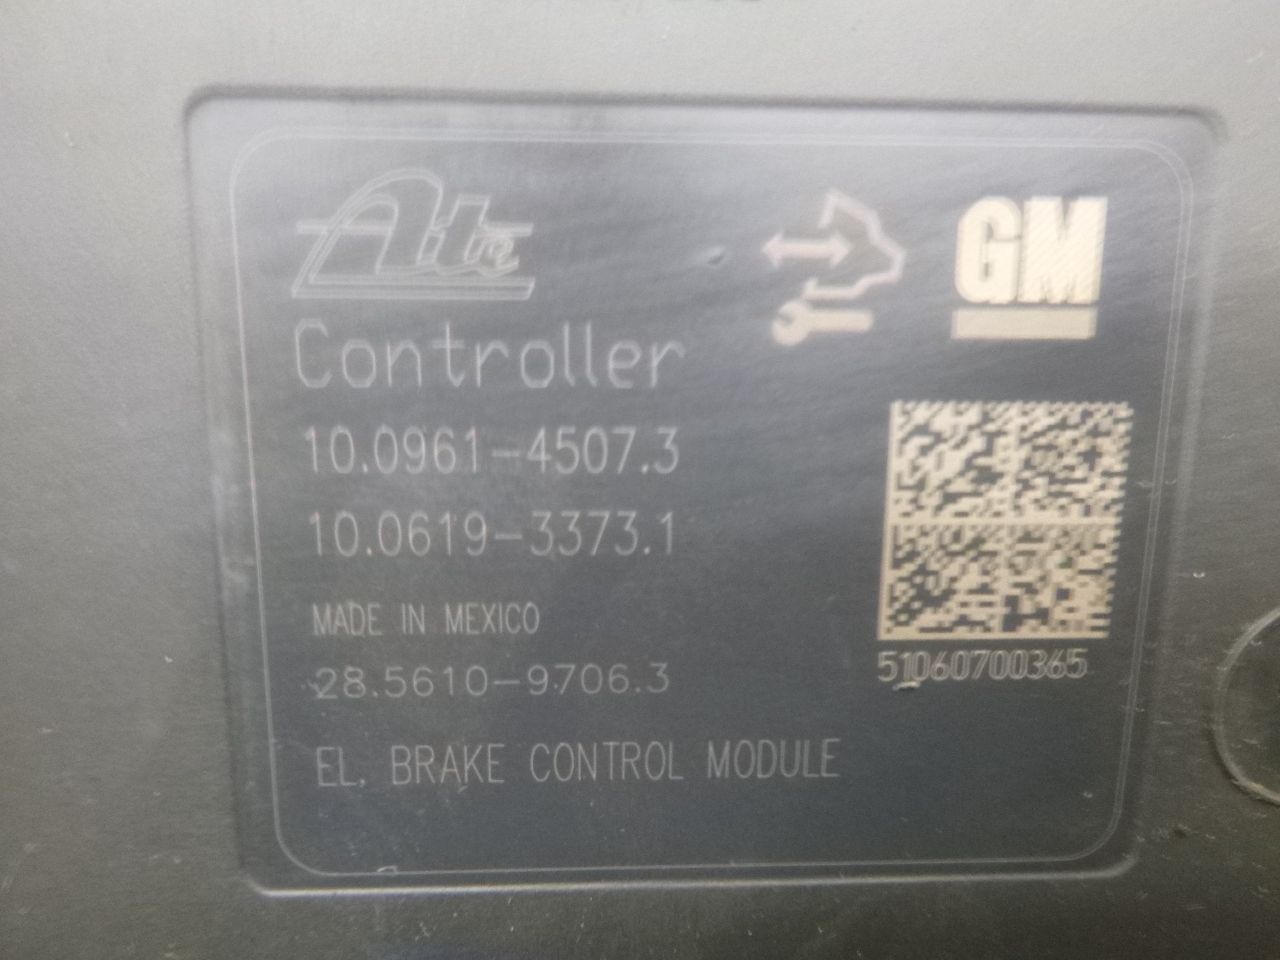 Ate
GM
Controller
10.0961-4507.3
10.0619-3373.1
MADE IN MEXICO
28.5610-9706.3
51060700365
EL. BRAKE CONTROL MODULE